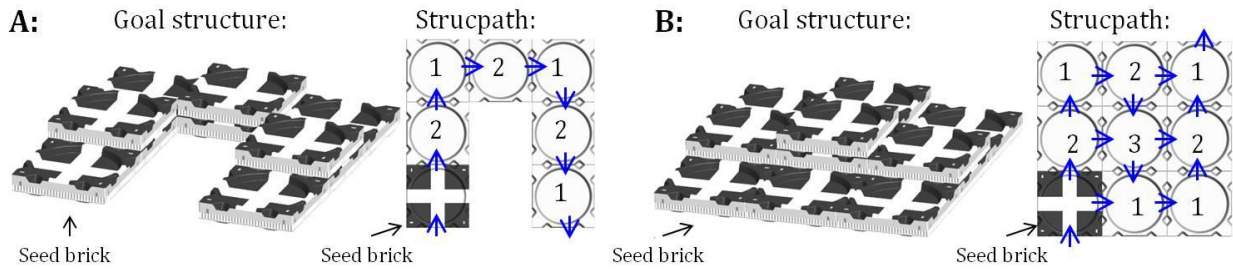 A: Goal structure: Strucpath: B: Goal structure: Strucpath:
1 2 1 1 2 1
2 2 2 3 2
1 1 1
Seed brick Seed brick Seed brick Seed brick